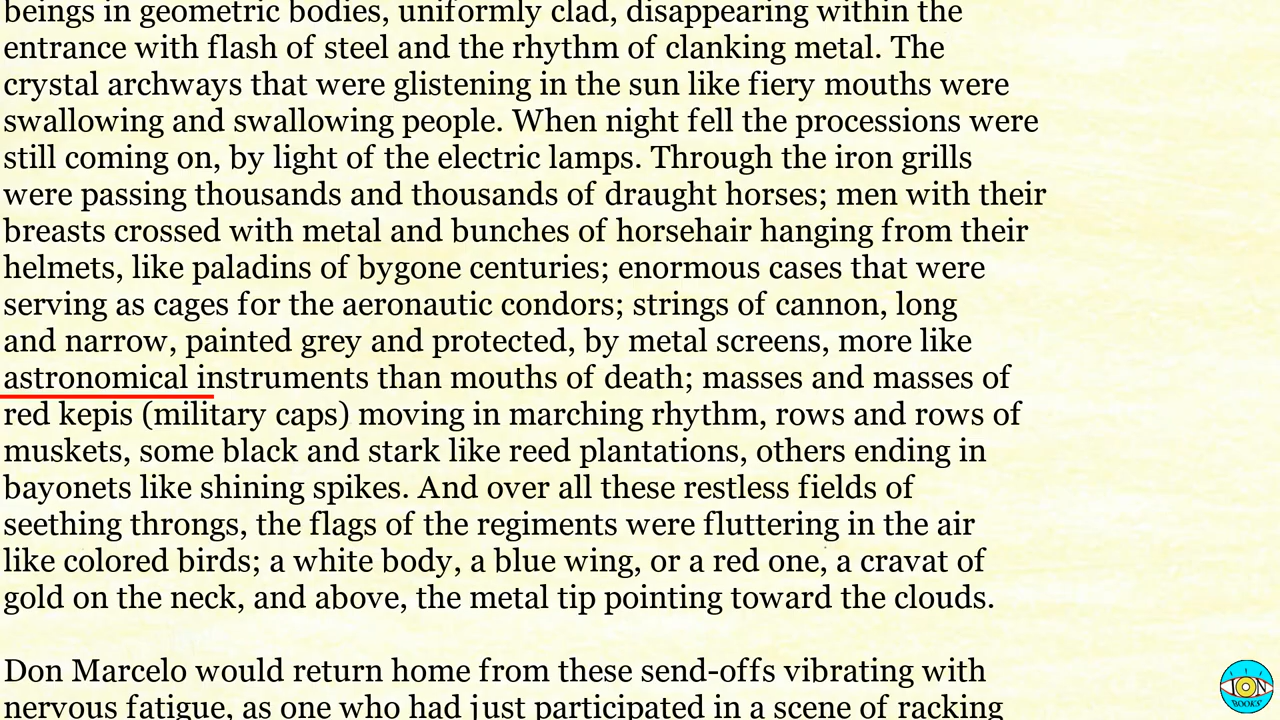 beings in geometric bodies, uniformly clad, disappearing within the
entrance with flash of steel and the rhythm of clanking metal. The
crystal archways that were glistening in the sun like fiery mouths were
swallowing and swallowing people. When night fell the processions were
still coming on, by light of the electric lamps. Through the iron grills
were passing thousands and thousands of draught horses; men with their
breasts crossed with metal and bunches of horsehair hanging from their
helmets, like paladins of bygone centuries; enormous cases that were
serving as cages for the aeronautic condors; strings of cannon, long
and narrow, painted grey and protected, by metal screens, more like
astronomical instruments than mouths of death; masses and masses of
red kepis (military caps) moving in marching rhythm, rows and rows of
muskets, some black and stark like reed plantations, others ending in
bayonets like shining spikes. And over all these restless fields of
seething throngs, the flags of the regiments were fluttering in the air
like colored birds; a white body, a blue wing, or a red one, a cravat of
gold on the neck, and above, the metal tip pointing toward the clouds.
Don Marcelo would return home from these send-offs vibrating with
nervous fatigue, as one who had just participated in a scene of racking
ION
BOOKS